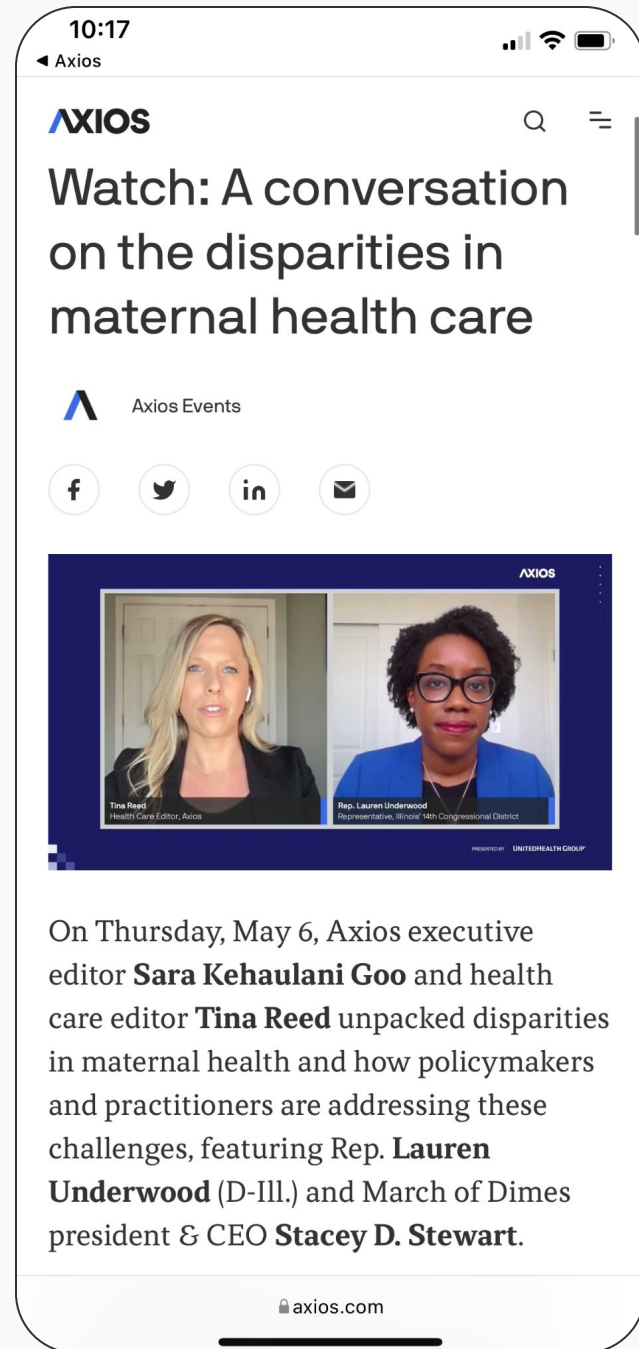 10:17
◀ Axios
AXIOS
Watch: A conversation
on the disparities in
maternal health care
Axios Events
AXIOS
Tina Reed
Health Care Editor, Axios
Rep. Lauren Underwood
Representative, Illinois' 14th Congressional District
PRESENTED BY UNITEDHEALTH GROUP
On Thursday, May 6, Axios executive
editor Sara Kehaulani Goo and health
care editor Tina Reed unpacked disparities
in maternal health and how policymakers
and practitioners are addressing these
challenges, featuring Rep. Lauren
Underwood (D-Ill.) and March of Dimes
president & CEO Stacey D. Stewart.
axios.com